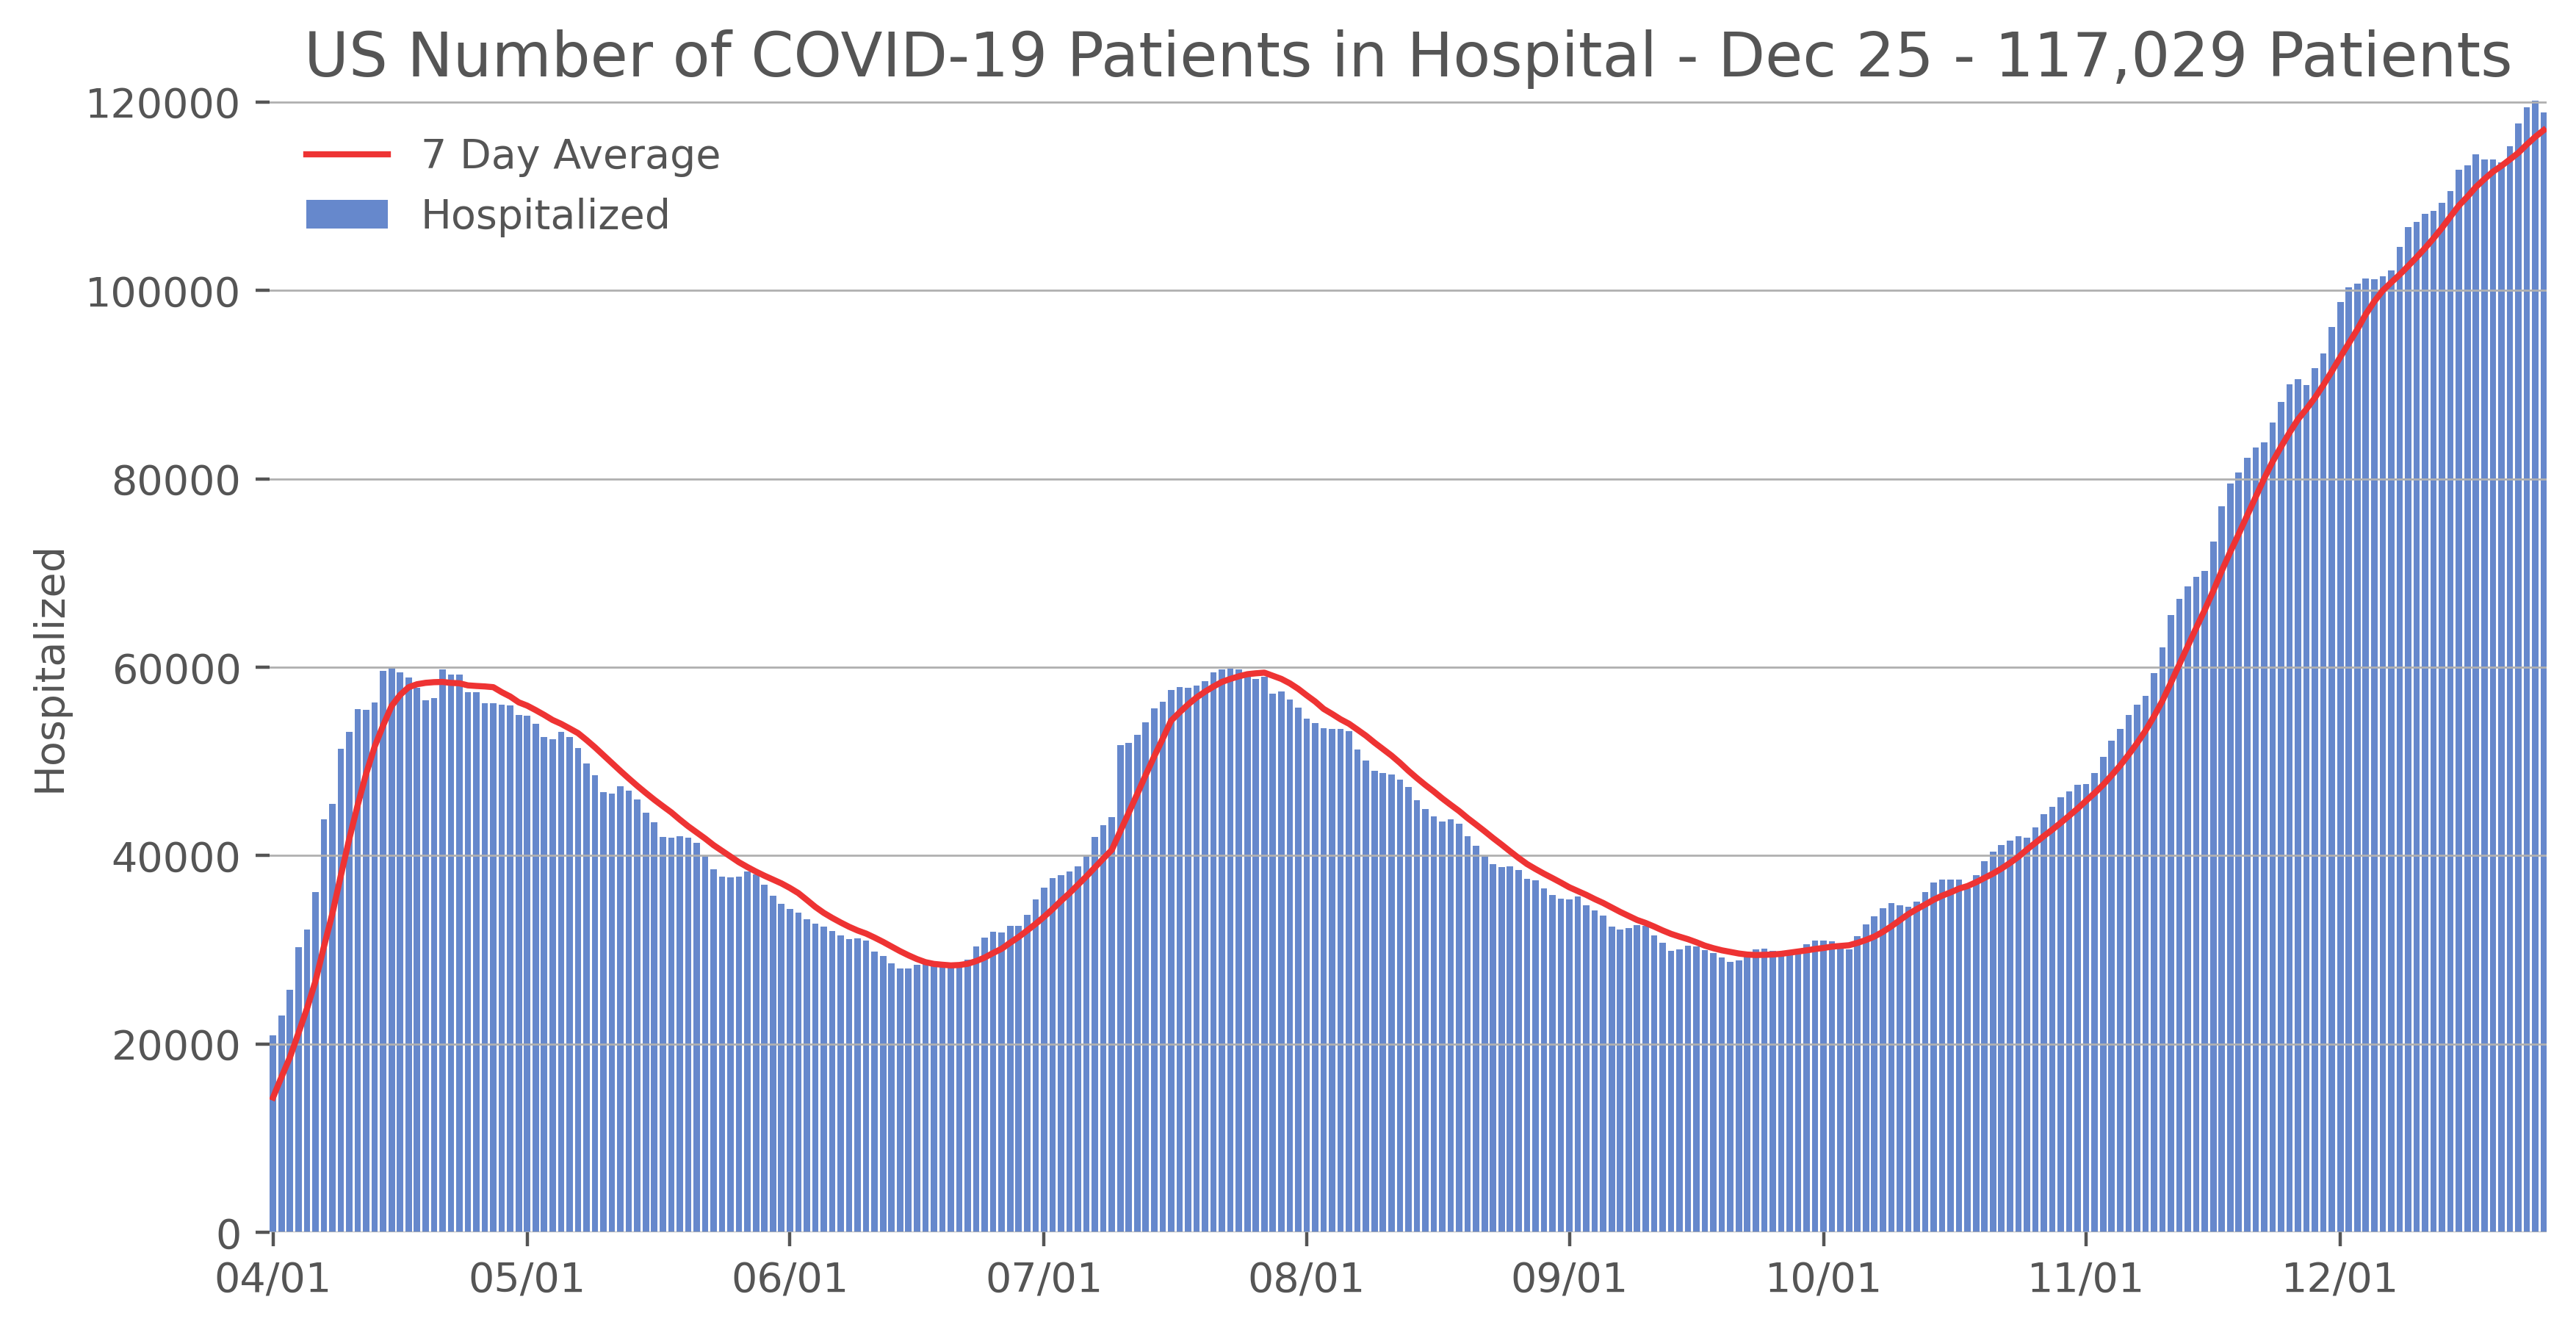 US Number of COVID-19 Patients in Hospital - Dec 25 - 117,029 Patients
120000
100000
80000
60000
40000
20000
0
Hospitalized
7 Day Average
Hospitalized
04/01 05/01 06/01 07/01 08/01 09/01 10/01 11/01 12/01